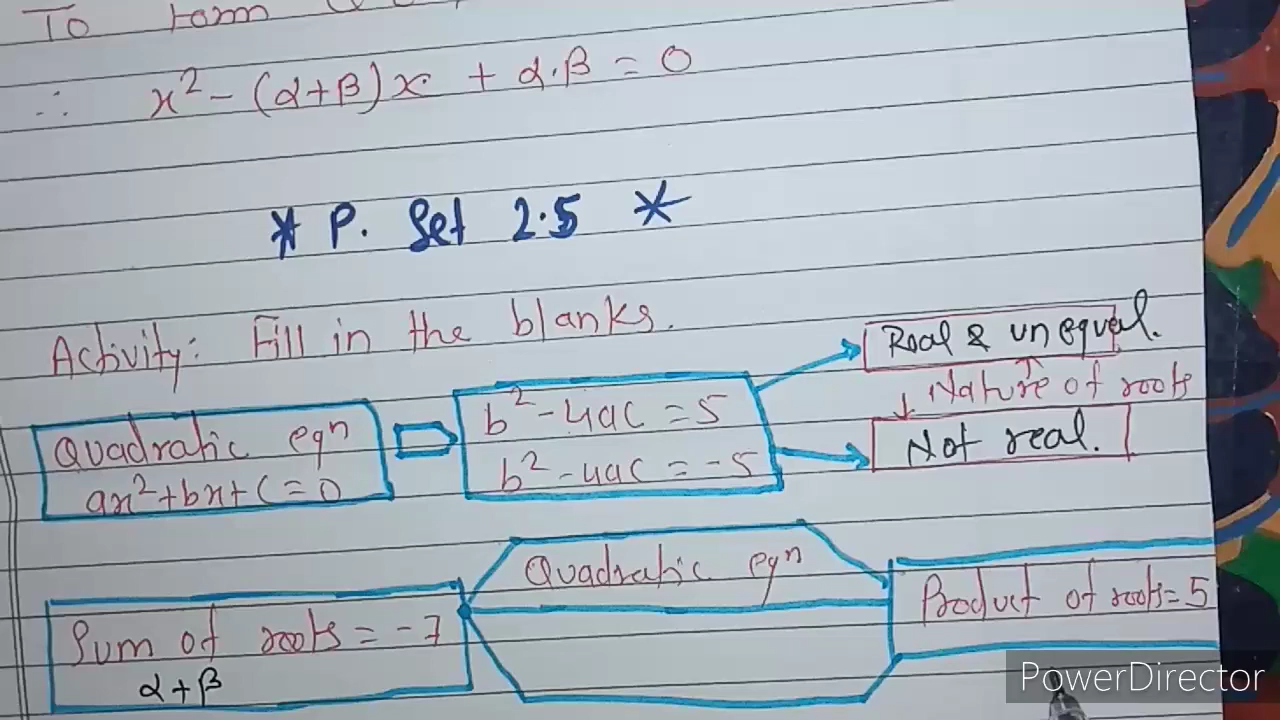 To form
∴ x² - (α+β)x + α.β = 0
* P. Set 2.5 *
Activity: Fill in the blanks.
Quadratic eqn
ax²+bx+c=0
b²-4ac = 5
b²-4ac = -5
Real & unequal.
↓ Nature of roots ↑
Not real.
Sum of roots = -7
α+β
Quadratic eqn
Product of roots=5
PowerDirector